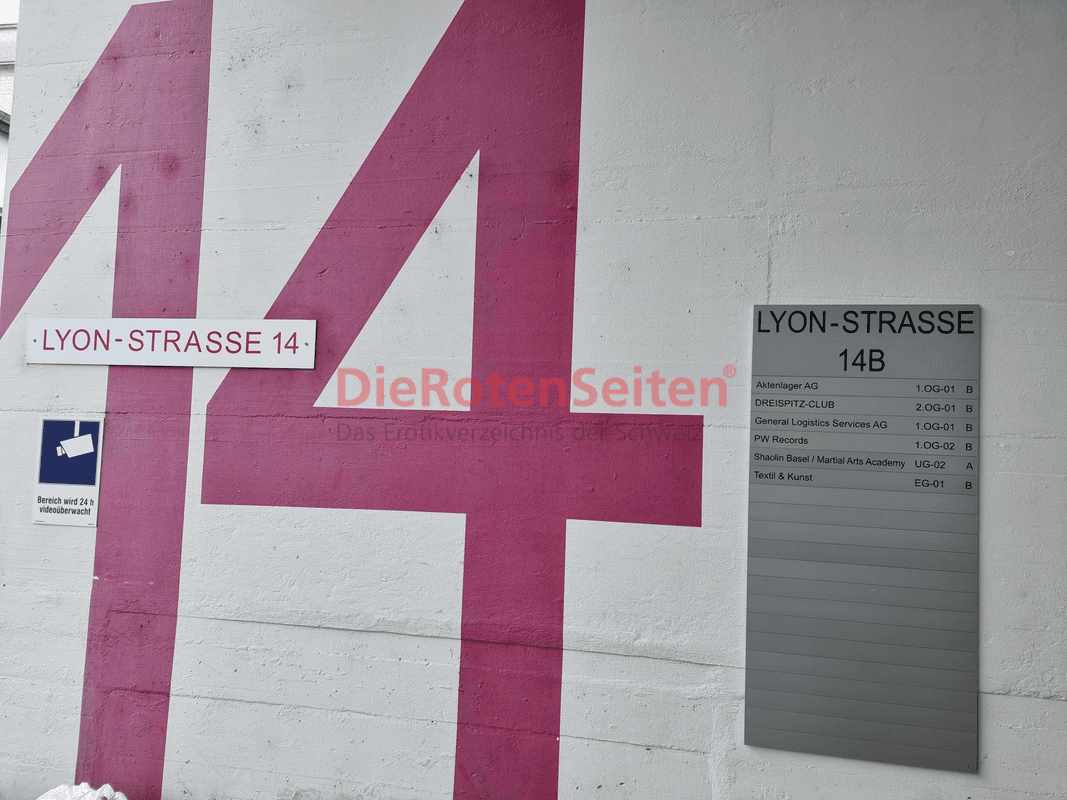 14
LYON-STRASSE 14
Bereich wird 24 h
videoüberwacht
DieRotenSeiten®
Das Erotikverzeichnis der Schweiz
LYON-STRASSE
14B
Aktenlager AG 1.OG-01 B
DREISPITZ-CLUB 2.OG-01 B
General Logistics Services AG 1.OG-01 B
PW Records 1.OG-02 B
Shaolin Basel / Martial Arts Academy UG-02 A
Textil & Kunst EG-01 B